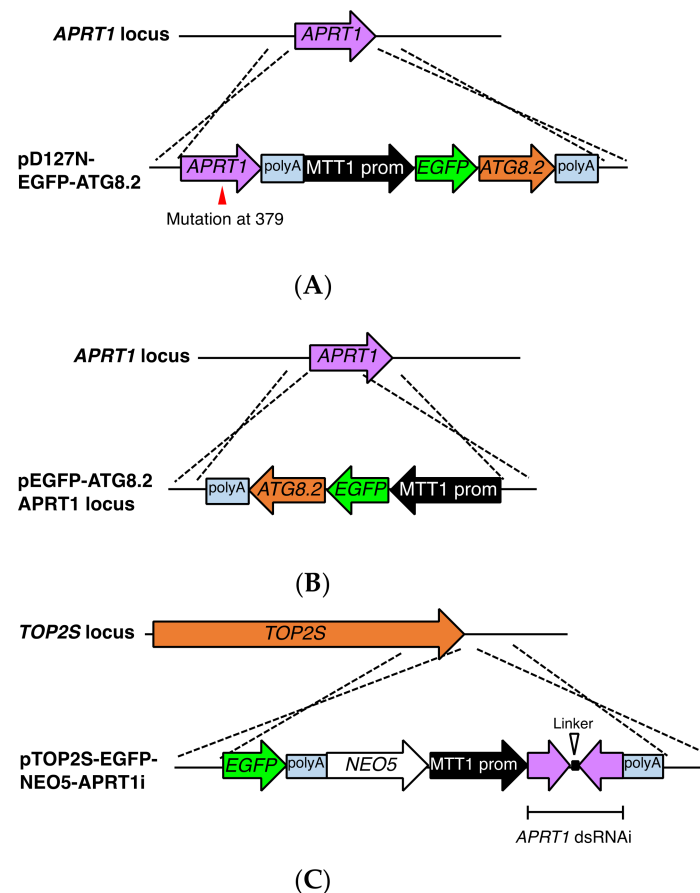 APRT1 locus
APRT1
pD127N-
EGFP-ATG8.2
APRT1 polyA MTT1 prom EGFP ATG8.2 polyA
Mutation at 379
(A)
APRT1 locus
APRT1
pEGFP-ATG8.2
APRT1 locus
polyA ATG8.2 EGFP MTT1 prom
(B)
TOP2S locus
TOP2S
Linker
pTOP2S-EGFP-
NEO5-APRT1i
EGFP polyA NEO5 MTT1 prom polyA
APRT1 dsRNAi
(C)